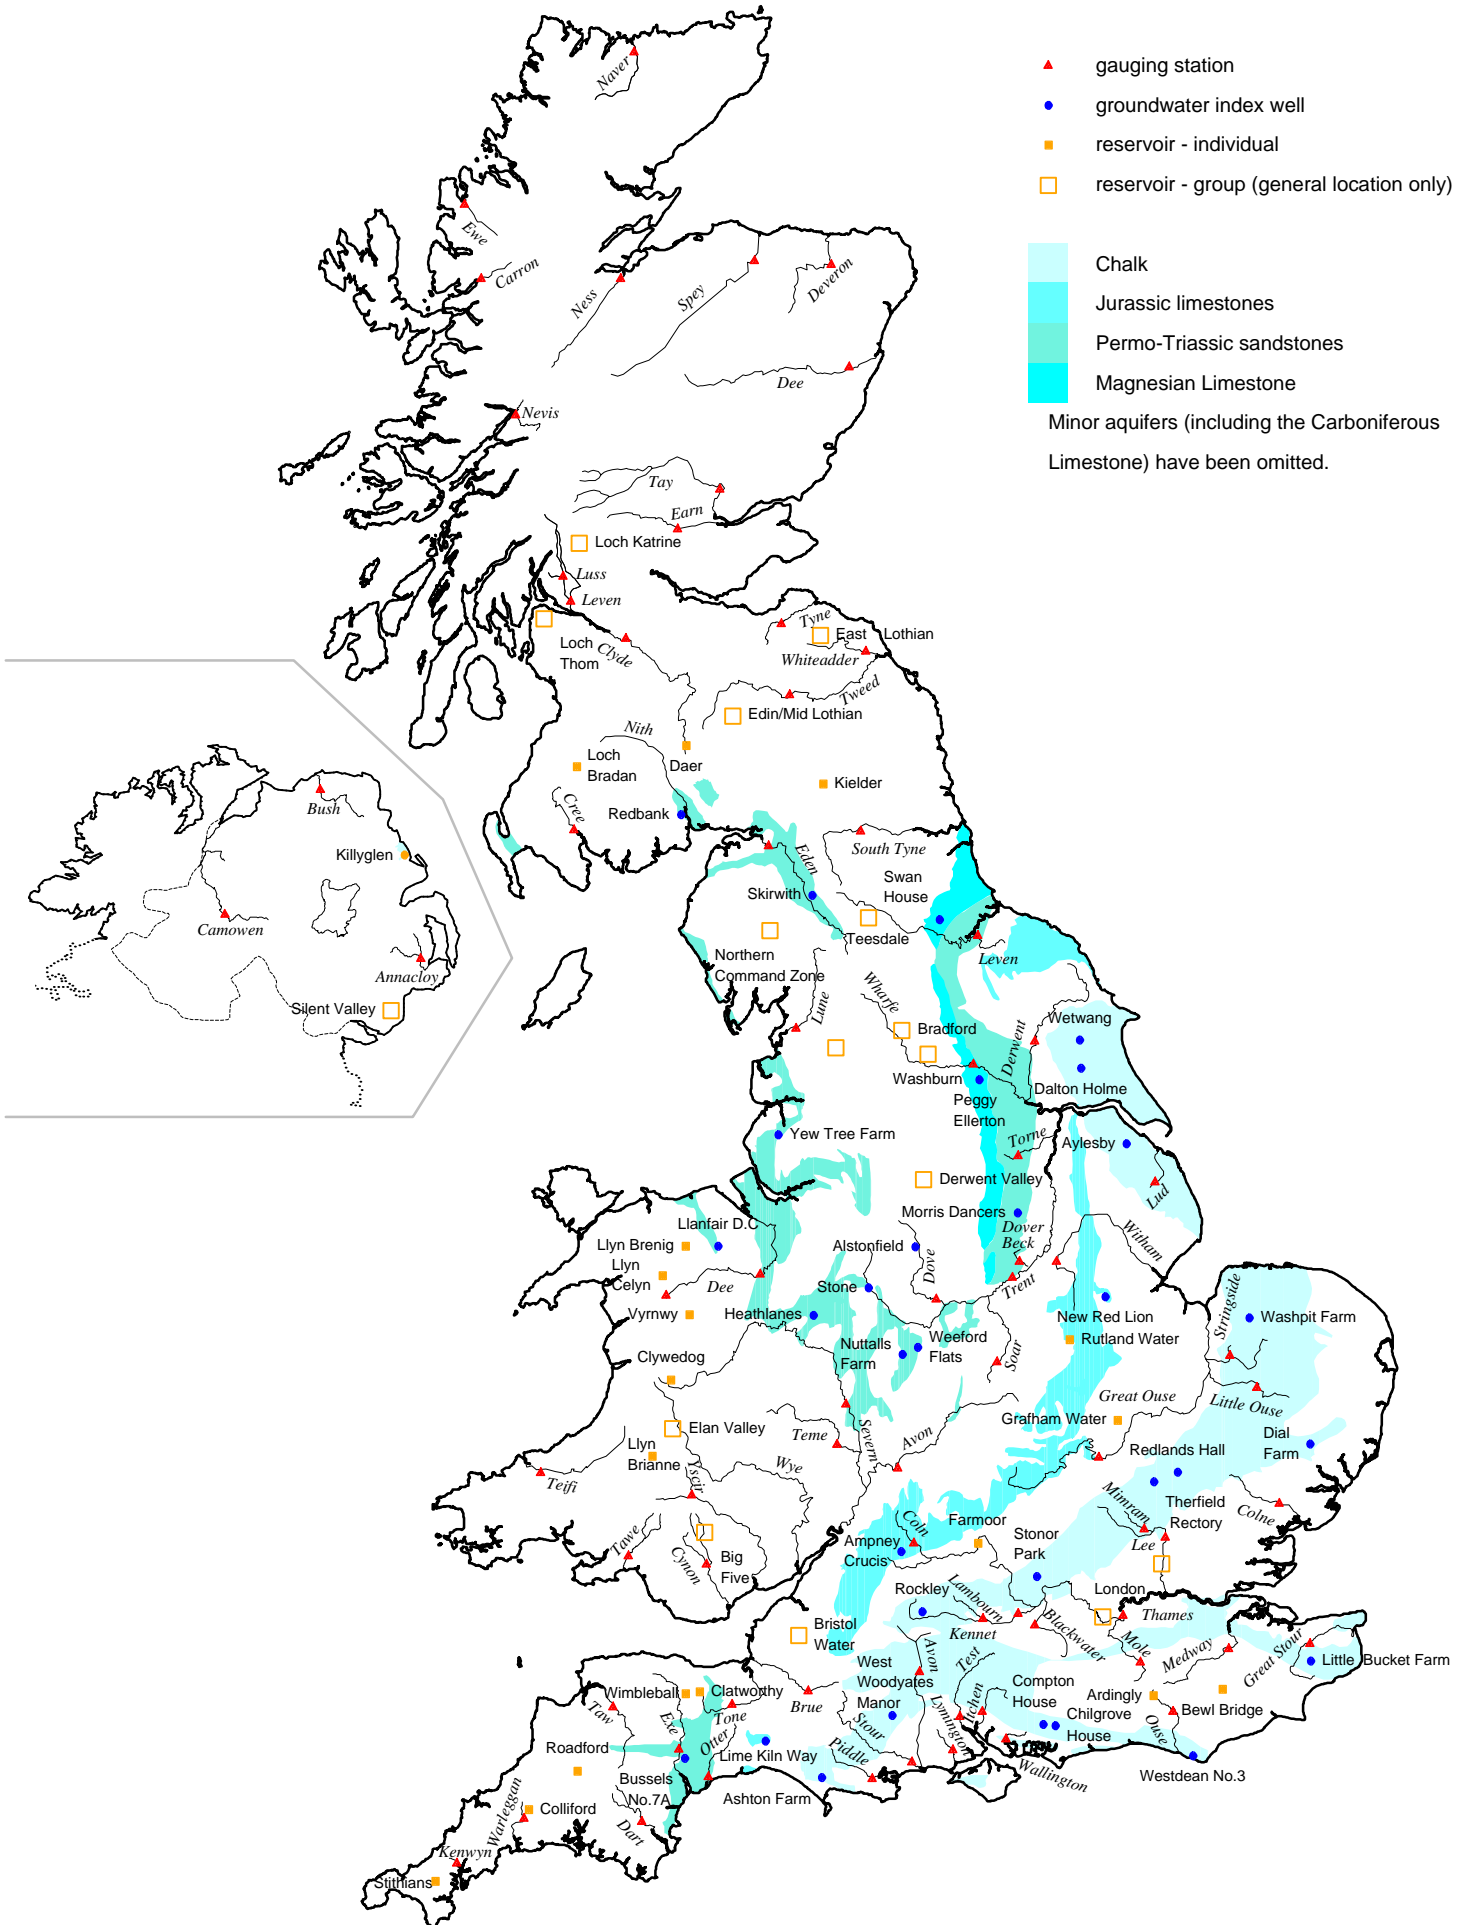 gauging station
groundwater index well
reservoir - individual
reservoir - group (general location only)
Chalk
Jurassic limestones
Permo-Triassic sandstones
Magnesian Limestone
Minor aquifers (including the Carboniferous
Limestone) have been omitted.
Naver
Ewe
Carron
Ness
Spey
Deveron
Dee
Nevis
Tay
Earn
Loch Katrine
Luss
Leven
Loch
Thom
Clyde
Tyne
East Lothian
Whiteadder
Tweed
Edin/Mid Lothian
Nith
Daer
Loch
Bradan
Kielder
Cree
Redbank
Bush
Killyglen
Camowen
Annacloy
Silent Valley
Eden
South Tyne
Swan
House
Skirwith
Teesdale
Leven
Northern
Command Zone
Lune
Wharfe
Bradford
Derwent
Wetwang
Washburn
Dalton Holme
Peggy
Ellerton
Yew Tree Farm
Torne
Aylesby
Lud
Derwent Valley
Morris Dancers
Dover
Beck
Witham
Llanfair D.C
Llyn Brenig
Llyn
Celyn
Dee
Vyrnwy
Alstonfield
Dove
Stone
Trent
Heathlanes
New Red Lion
Rutland Water
Stringside
Washpit Farm
Nuttalls
Farm
Weeford
Flats
Soar
Clywedog
Little Ouse
Great Ouse
Grafham Water
Elan Valley
Teme
Severn
Avon
Dial
Farm
Redlands Hall
Llyn
Brianne
Yscir
Wye
Teifi
Therfield
Rectory
Mimram
Colne
Lee
Coln
Farmoor
Stonor
Park
Ampney
Crucis
Tawe
Cynon
Big
Five
Rockley
Lambourn
London
Thames
Kennet
Blackwater
Mole
Medway
Great Stour
Little Bucket Farm
Bristol
Water
Avon
Test
West
Woodyates
Manor
Compton
House
Itchen
Chilgrove
House
Ardingly
Bewl Bridge
Ouse
Wimbleball
Clatworthy
Brue
Taw
Exe
Tone
Otter
Stour
Lymington
Piddle
Wallington
Westdean No.3
Roadford
Lime Kiln Way
Bussels
No.7A
Ashton Farm
Warleggan
Colliford
Dart
Kenwyn
Stithians